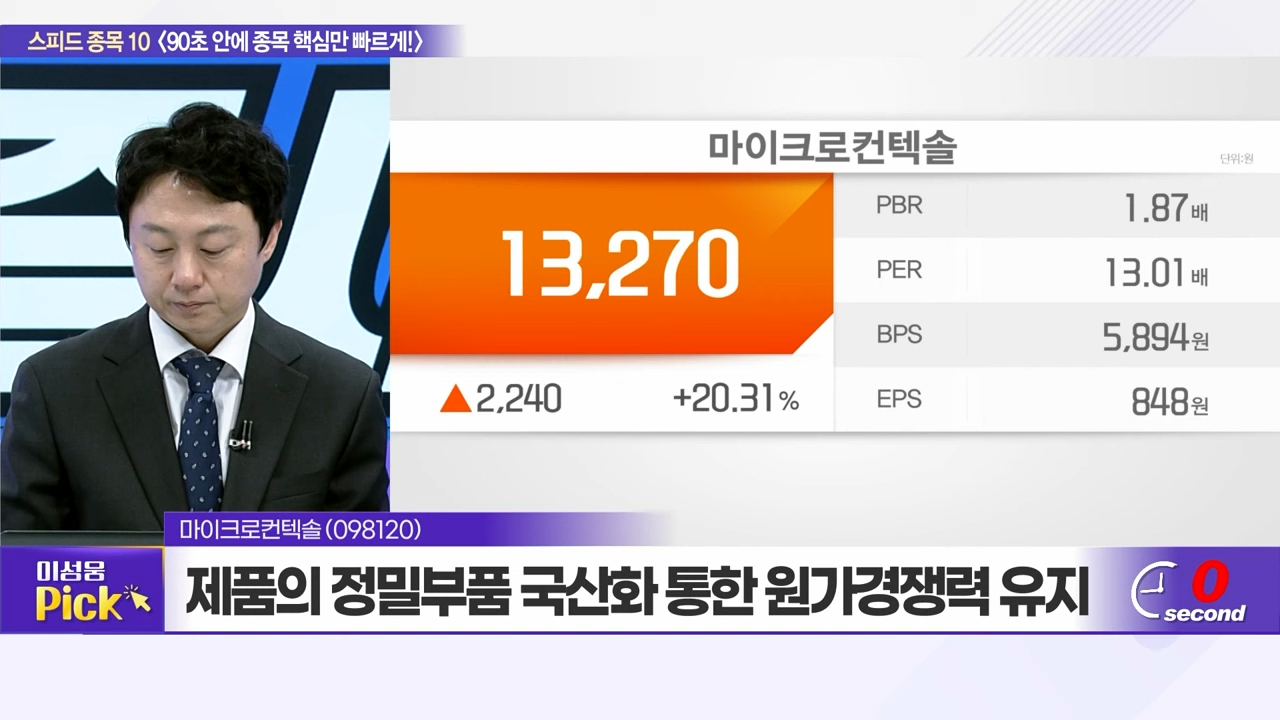 스피드 종목 10 〈90초 안에 종목 핵심만 빠르게!〉
마이크로컨텍솔
단위:원
13,270
▲2,240 +20.31%
PBR 1.87배
PER 13.01배
BPS 5,894원
EPS 848원
마이크로컨텍솔 (098120)
이성웅
Pick
제품의 정밀부품 국산화 통한 원가경쟁력 유지
0
second